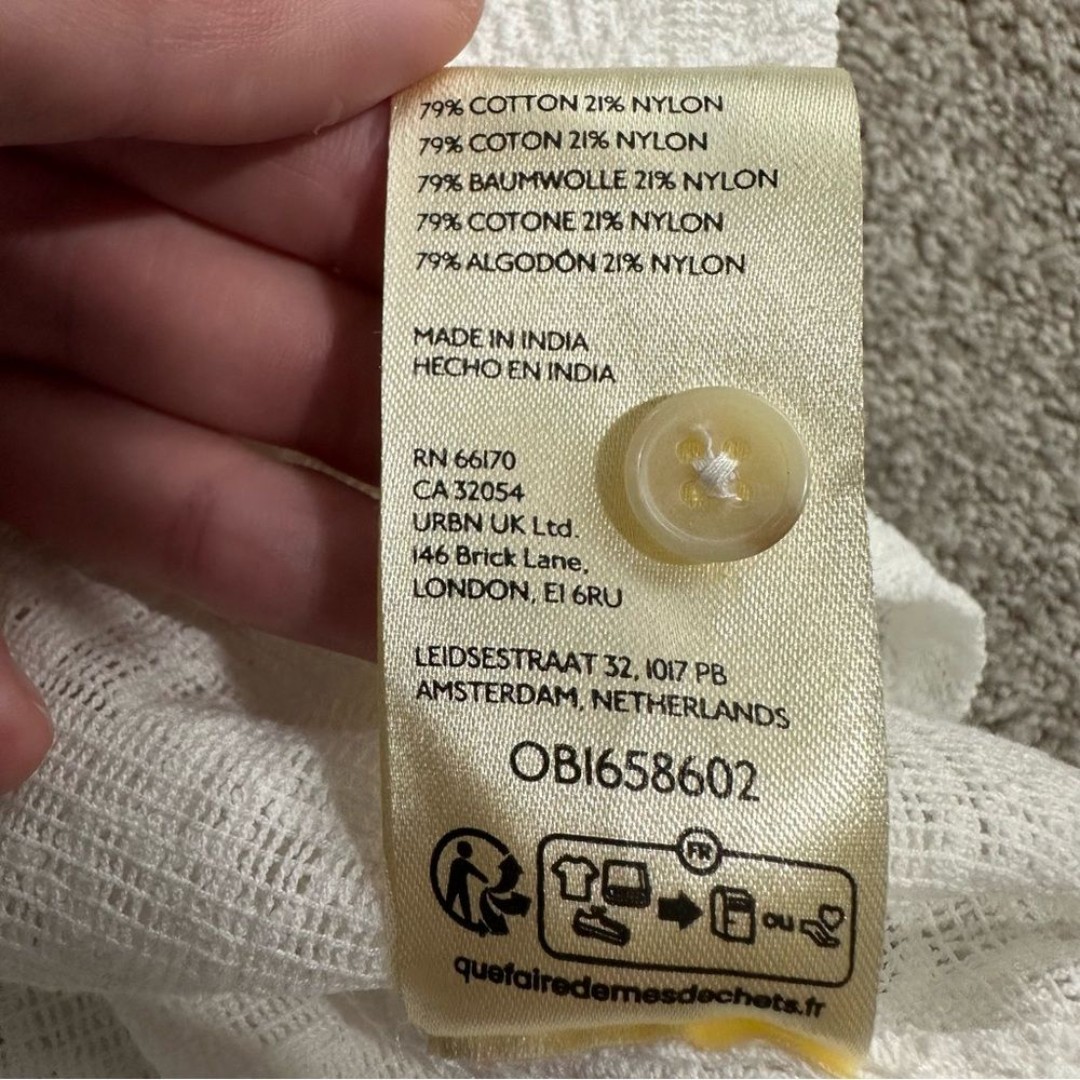 79% COTTON 21% NYLON
79% COTON 21% NYLON
79% BAUMWOLLE 21% NYLON
79% COTONE 21% NYLON
79% ALGODÓN 21% NYLON
MADE IN INDIA
HECHO EN INDIA
RN 66170
CA 32054
URBN UK Ltd.
146 Brick Lane,
LONDON, E1 6RU
LEIDSESTRAAT 32, 1017 PB
AMSTERDAM, NETHERLANDS
OB1658602
FR
OU
quefairedemesdechets.fr